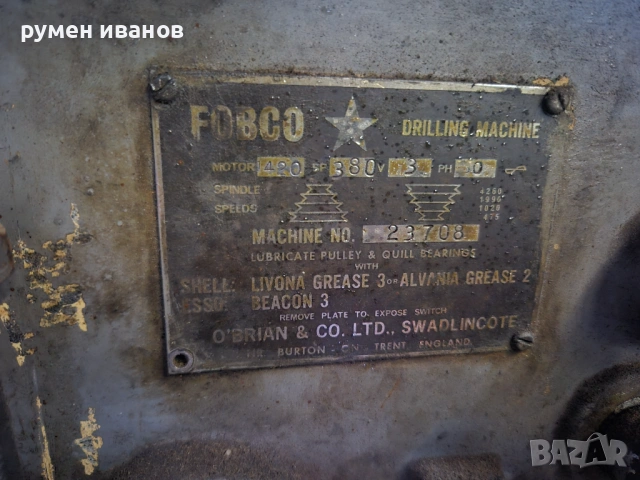 румен иванов
FOBCO DRILLING MACHINE
MOTOR 420 SP 380 V 3 PH 50
SPINDLE
SPEEDS
4260
1990
1020
475
MACHINE NO. 23708
LUBRICATE PULLEY & QUILL BEARINGS
WITH
SHELL: LIVONA GREASE 3 OR ALVANIA GREASE 2
ESSO: BEACON 3
REMOVE PLATE TO EXPOSE SWITCH
O'BRIAN & CO. LTD., SWADLINCOTE
NR. BURTON - ON - TRENT, ENGLAND.
BAZAR